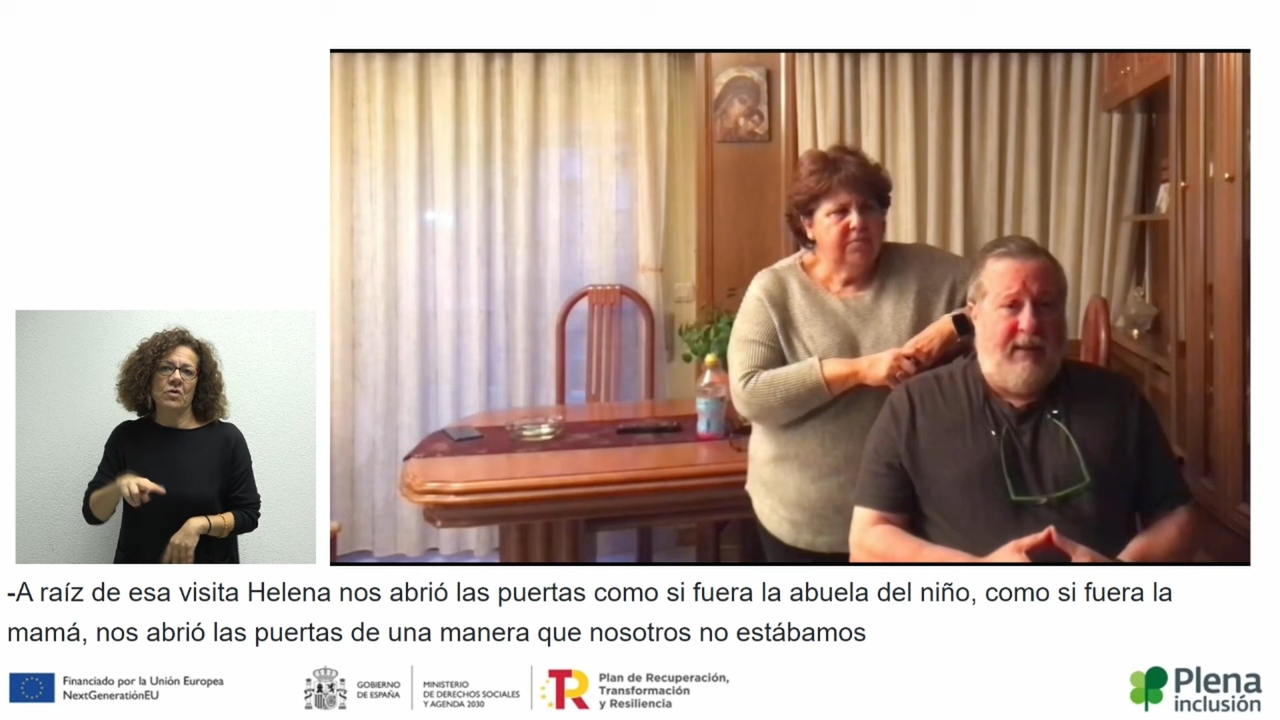 -A raíz de esa visita Helena nos abrió las puertas como si fuera la abuela del niño, como si fuera la
mamá, nos abrió las puertas de una manera que nosotros no estábamos
Financiado por la Unión Europea
NextGenerationEU
GOBIERNO
DE ESPAÑA
MINISTERIO
DE DERECHOS SOCIALES
Y AGENDA 2030
Plan de Recuperación,
Transformación
y Resiliencia
Plena
inclusión